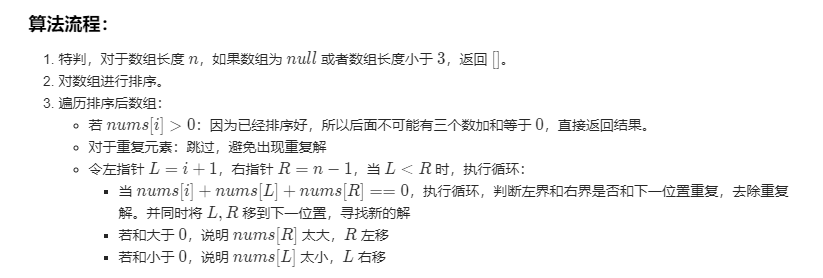 算法流程：
1. 特判，对于数组长度 n，如果数组为 null 或者数组长度小于 3，返回 []。
2. 对数组进行排序。
3. 遍历排序后数组：
若 nums[i] > 0：因为已经排序好，所以后面不可能有三个数加和等于 0，直接返回结果。
对于重复元素：跳过，避免出现重复解
令左指针 L = i + 1，右指针 R = n − 1，当 L < R 时，执行循环：
当 nums[i] + nums[L] + nums[R] == 0，执行循环，判断左界和右界是否和下一位置重复，去除重复
解。并同时将 L, R 移到下一位置，寻找新的解
若和大于 0，说明 nums[R] 太大，R 左移
若和小于 0，说明 nums[L] 太小，L 右移